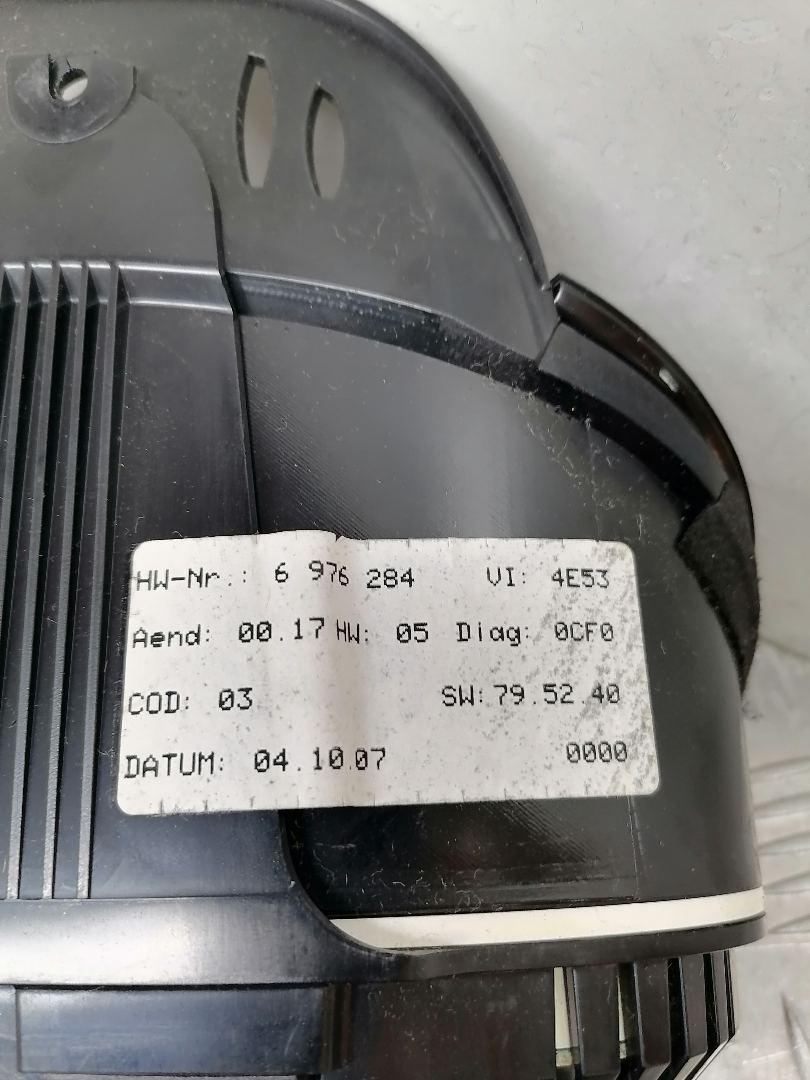 HW-Nr.: 6 976 284 VI: 4E53
Aend: 00.17 HW: 05 Diag: 0CF0
COD: 03 SW: 79.52.40
DATUM: 04.10.07 0000